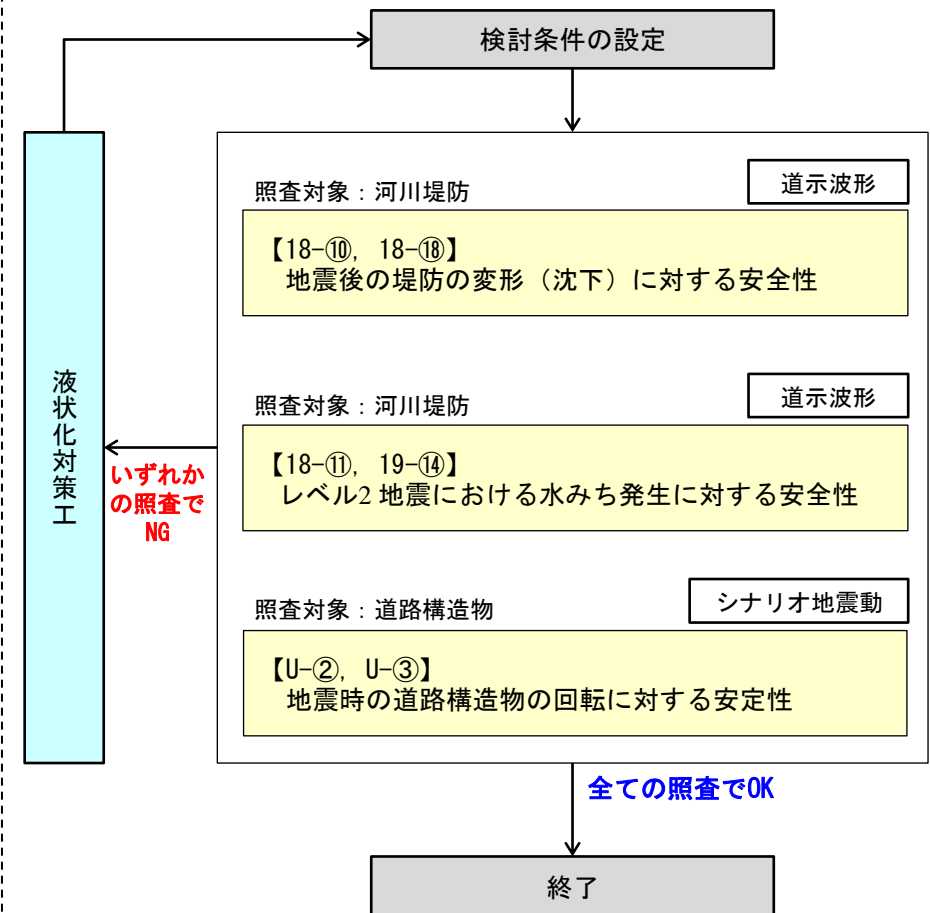 検討条件の設定
照査対象：河川堤防
道示波形
【18-⑩, 18-⑱】
地震後の堤防の変形（沈下）に対する安全性
照査対象：河川堤防
道示波形
【18-⑪, 19-⑭】
レベル2 地震における水みち発生に対する安全性
照査対象：道路構造物
シナリオ地震動
【U-②, U-③】
地震時の道路構造物の回転に対する安定性
液状化対策工
いずれか
の照査で
NG
全ての照査でOK
終了